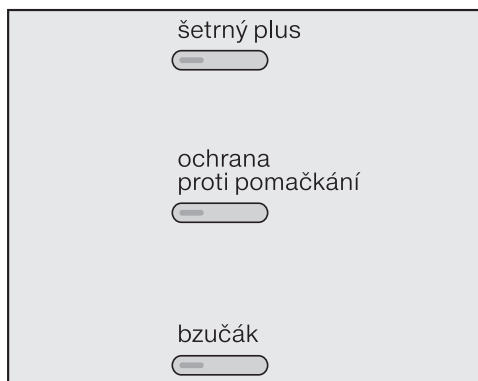 šetrný plus
ochrana
proti pomačkání
bzučák